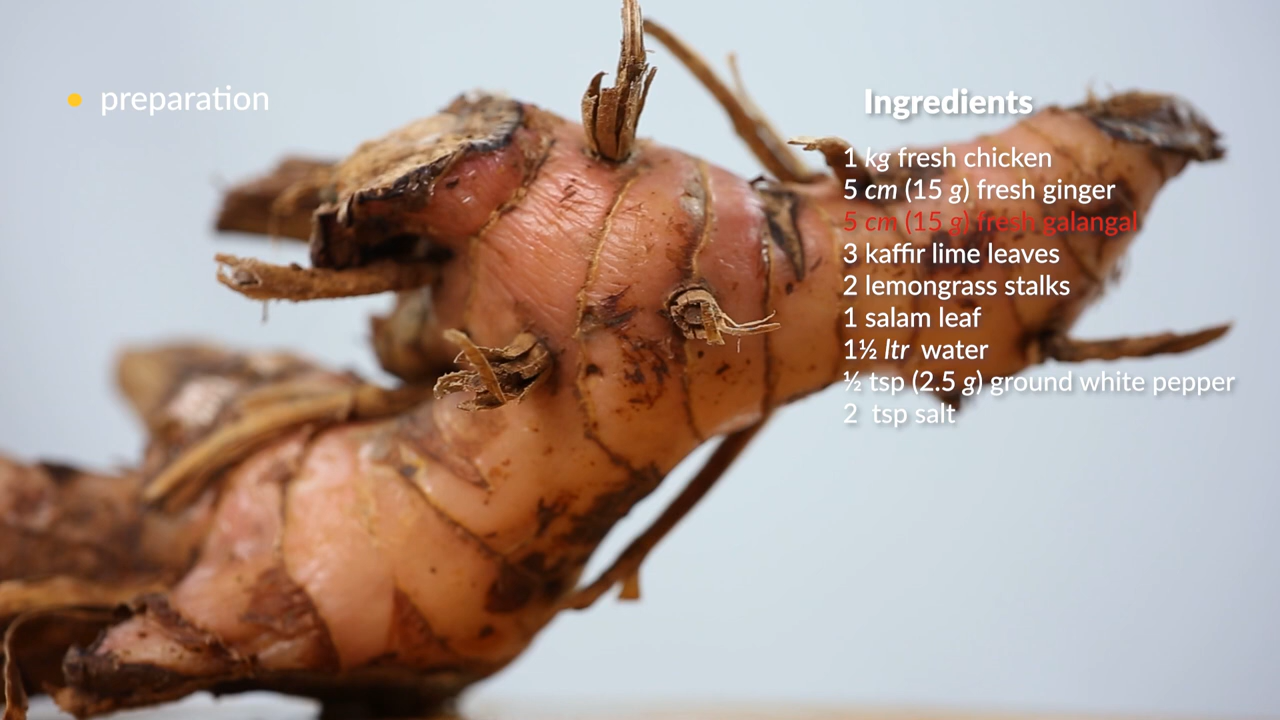 preparation
Ingredients
1 kg fresh chicken
5 cm (15 g) fresh ginger
5 cm (15 g) fresh galangal
3 kaffir lime leaves
2 lemongrass stalks
1 salam leaf
1½ ltr water
½ tsp (2.5 g) ground white pepper
2 tsp salt